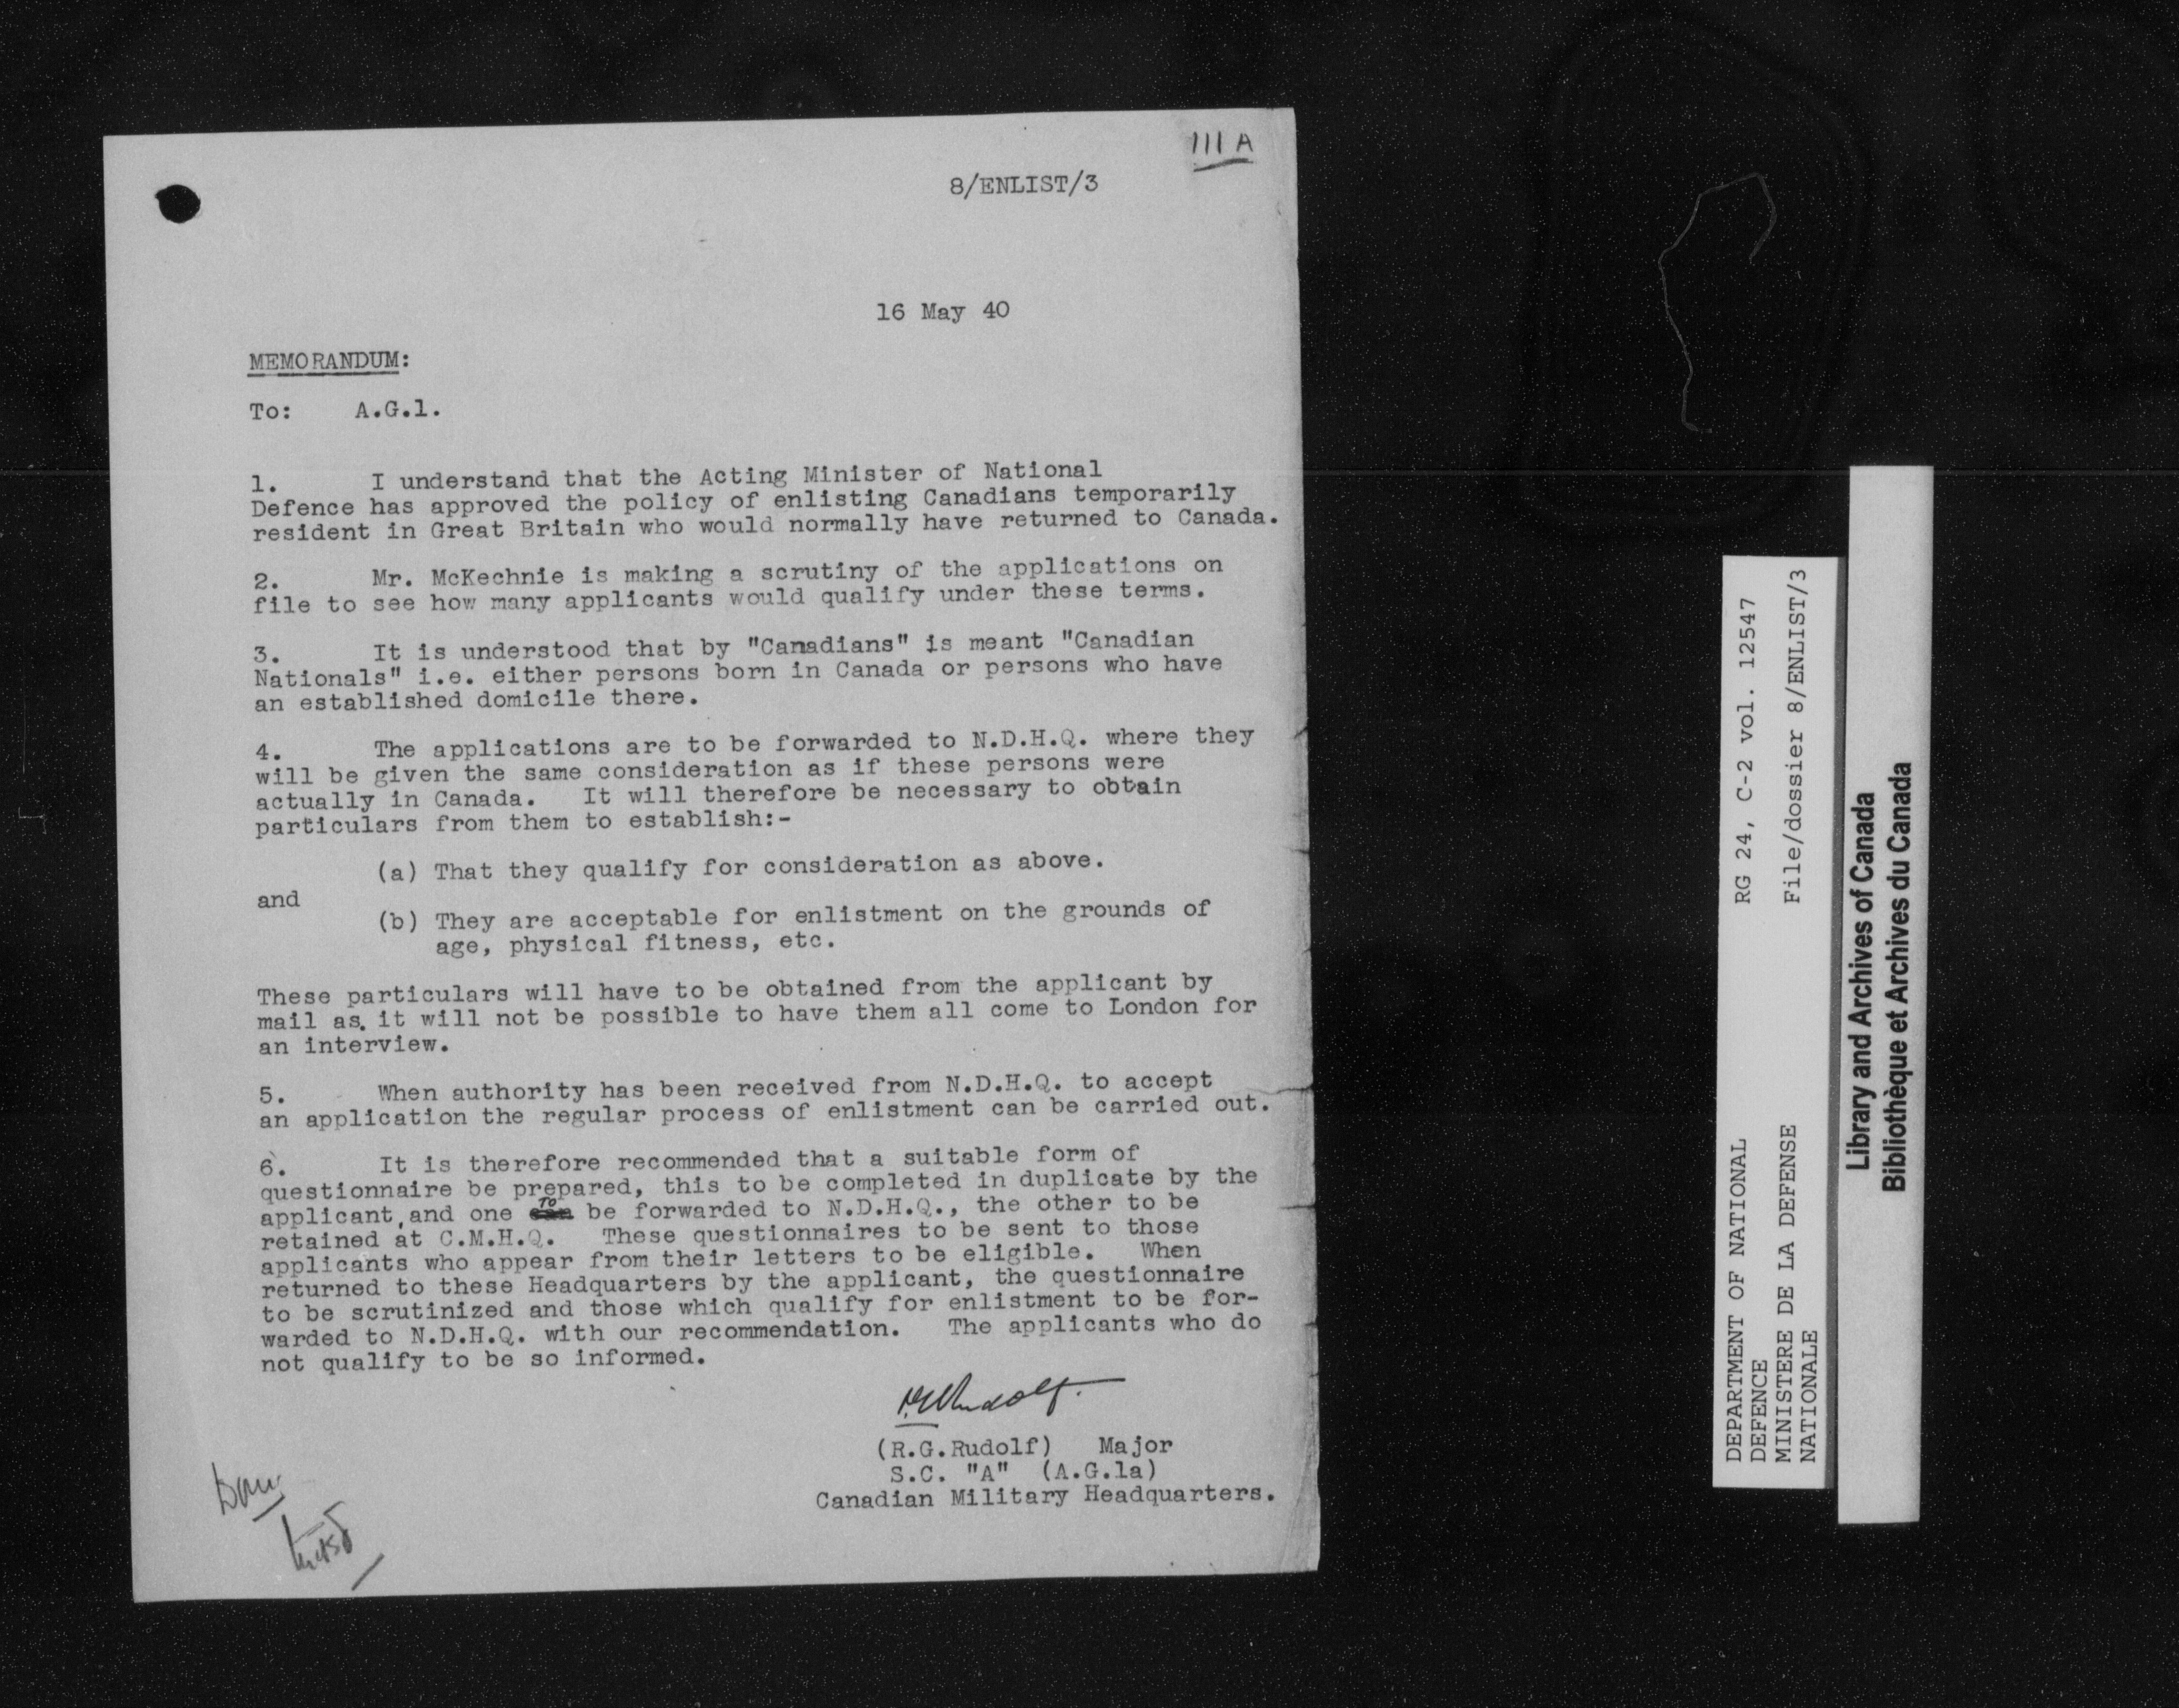 111 A
8/ENLIST/3
16 May 40
MEMORANDUM:
To: A.G.1.
1. I understand that the Acting Minister of National
Defence has approved the policy of enlisting Canadians temporarily
resident in Great Britain who would normally have returned to Canada.
2. Mr. McKechnie is making a scrutiny of the applications on
file to see how many applicants would qualify under these terms.
3. It is understood that by "Canadians" is meant "Canadian
Nationals" i.e. either persons born in Canada or persons who have
an established domicile there.
4. The applications are to be forwarded to N.D.H.Q. where they
will be given the same consideration as if these persons were
actually in Canada. It will therefore be necessary to obtain
particulars from them to establish:-
(a) That they qualify for consideration as above.
and
(b) They are acceptable for enlistment on the grounds of
age, physical fitness, etc.
These particulars will have to be obtained from the applicant by
mail as. it will not be possible to have them all come to London for
an interview.
5. When authority has been received from N.D.H.Q. to accept
an application the regular process of enlistment can be carried out.
6. It is therefore recommended that a suitable form of
questionnaire be prepared, this to be completed in duplicate by the
applicant, and one TO be forwarded to N.D.H.Q., the other to be
retained at C.M.H.Q. These questionnaires to be sent to those
applicants who appear from their letters to be eligible. When
returned to these Headquarters by the applicant, the questionnaire
to be scrutinized and those which qualify for enlistment to be for-
warded to N.D.H.Q. with our recommendation. The applicants who do
not qualify to be so informed.
(R.G.Rudolf) Major
S.C. "A" (A.G.1a)
Canadian Military Headquarters.
DEPARTMENT OF NATIONAL RG 24, C-2 vol. 12547
DEFENCE
MINISTERE DE LA DEFENSE File/dossier 8/ENLIST/3
NATIONALE
Library and Archives of Canada
Bibliothèque et Archives du Canada